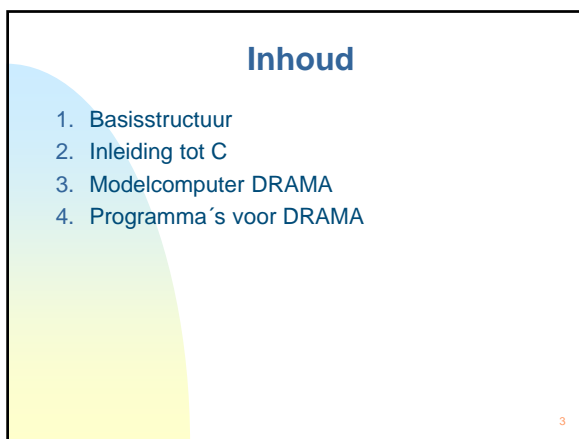 Inhoud
1. Basisstructuur
2. Inleiding tot C
3. Modelcomputer DRAMA
4. Programma´s voor DRAMA
3